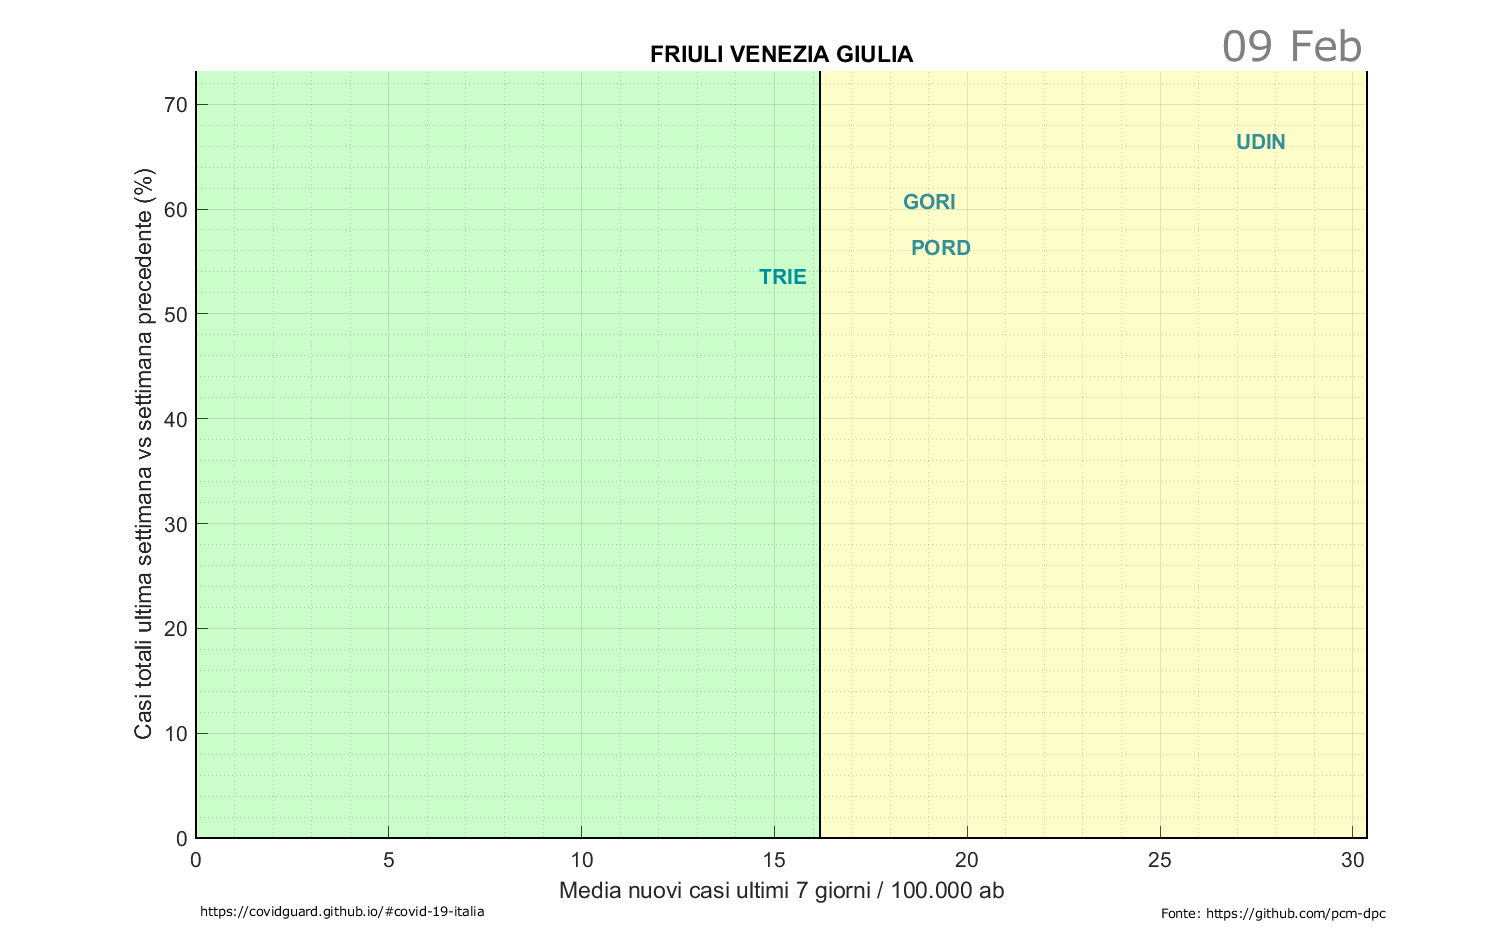 09 Feb
FRIULI VENEZIA GIULIA
Casi totali ultima settimana vs settimana precedente (%)
70
60
50
40
30
20
10
0
UDIN
GORI
PORD
TRIE
0 5 10 15 20 25 30
Media nuovi casi ultimi 7 giorni / 100.000 ab
https://covidguard.github.io/#covid-19-italia
Fonte: https://github.com/pcm-dpc